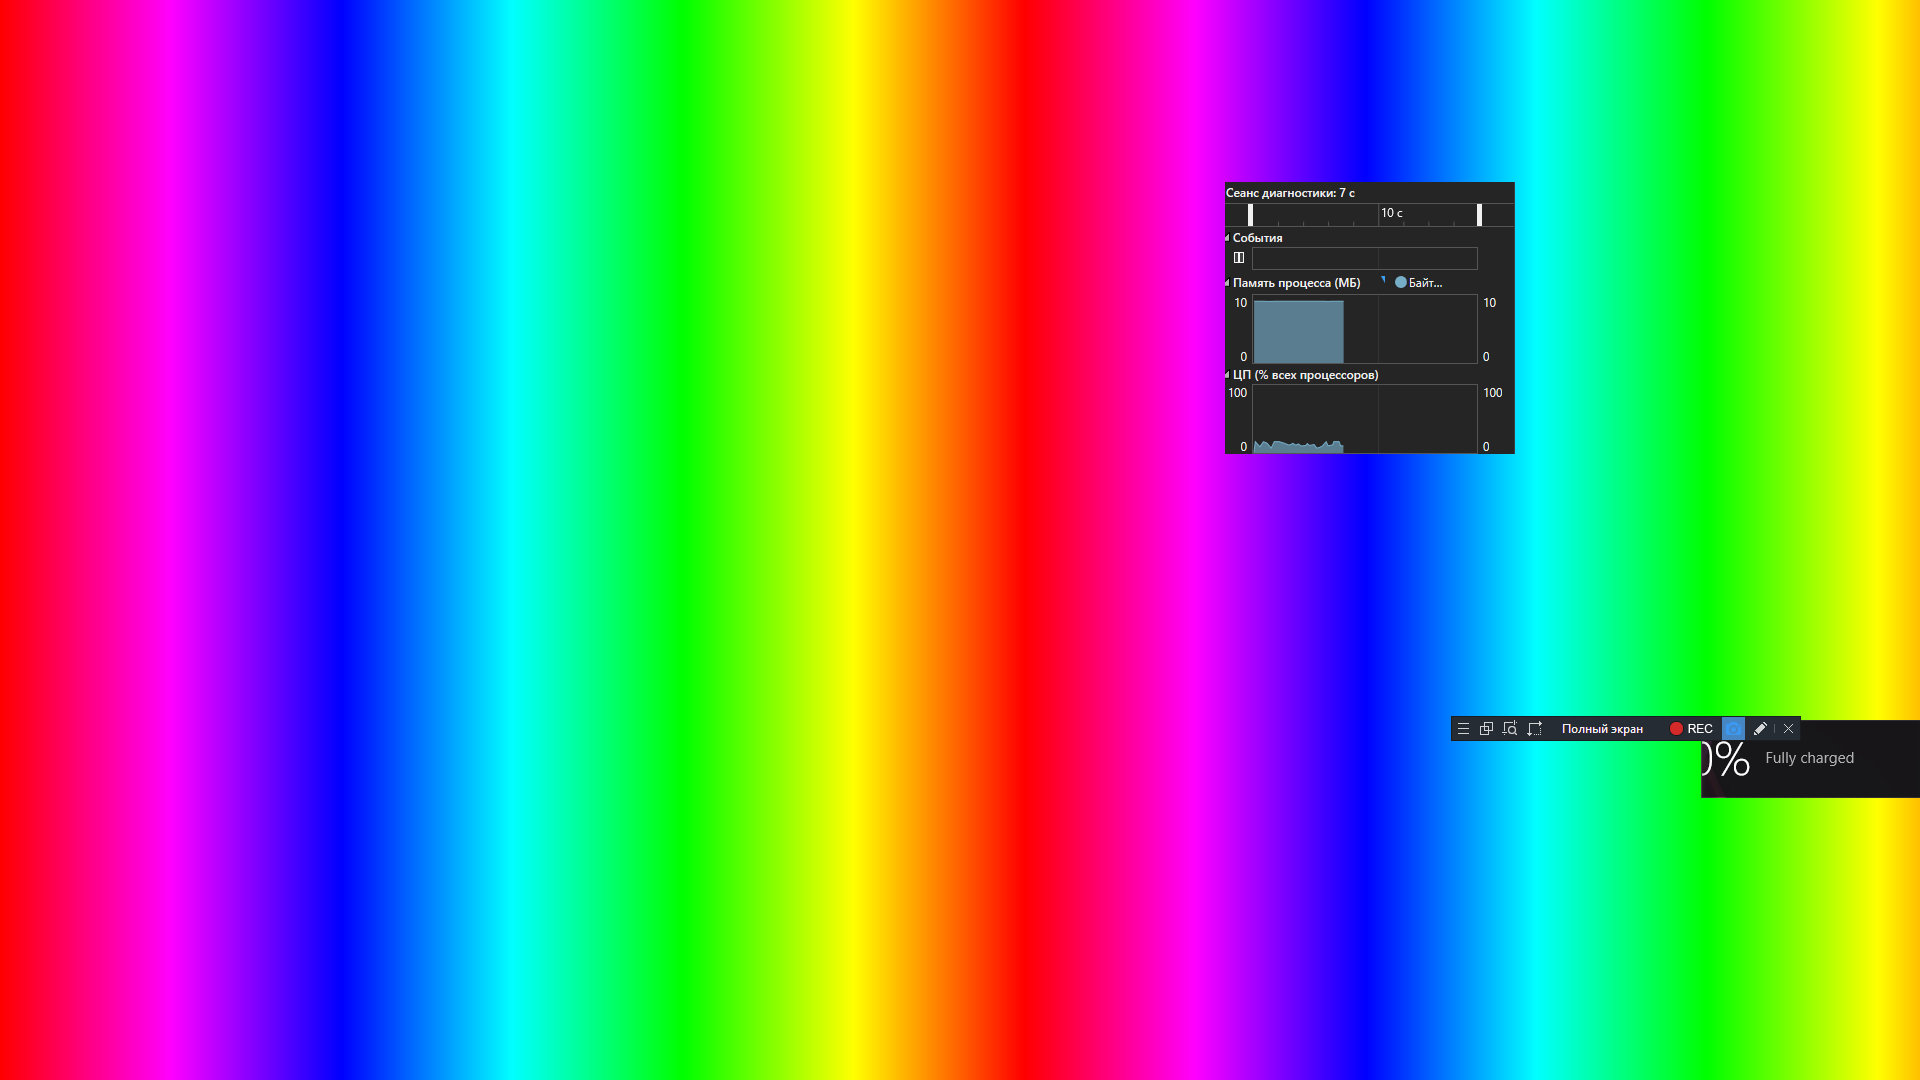 Сеанс диагностики: 7 с
10 с
События
Память процесса (МБ) Байт...
10 10
0 0
ЦП (% всех процессоров)
100 100
0 0
Полный экран REC
0% Fully charged